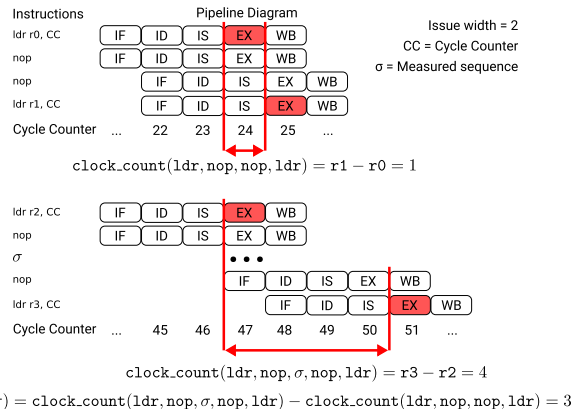 Instructions Pipeline Diagram
Issue width = 2
CC = Cycle Counter
σ = Measured sequence
ldr r0, CC IF ID IS EX WB
nop IF ID IS EX WB
nop IF ID IS EX WB
ldr r1, CC IF ID IS EX WB
Cycle Counter ... 22 23 24 25 ...
clock_count(ldr, nop, nop, ldr) = r1 − r0 = 1
ldr r2, CC IF ID IS EX WB
nop IF ID IS EX WB
σ •••
nop IF ID IS EX WB
ldr r3, CC IF ID IS EX WB
Cycle Counter ... 45 46 47 48 49 50 51 ...
clock_count(ldr, nop, σ, nop, ldr) = r3 − r2 = 4
) = clock_count(ldr, nop, σ, nop, ldr) − clock_count(ldr, nop, nop, ldr) = 3